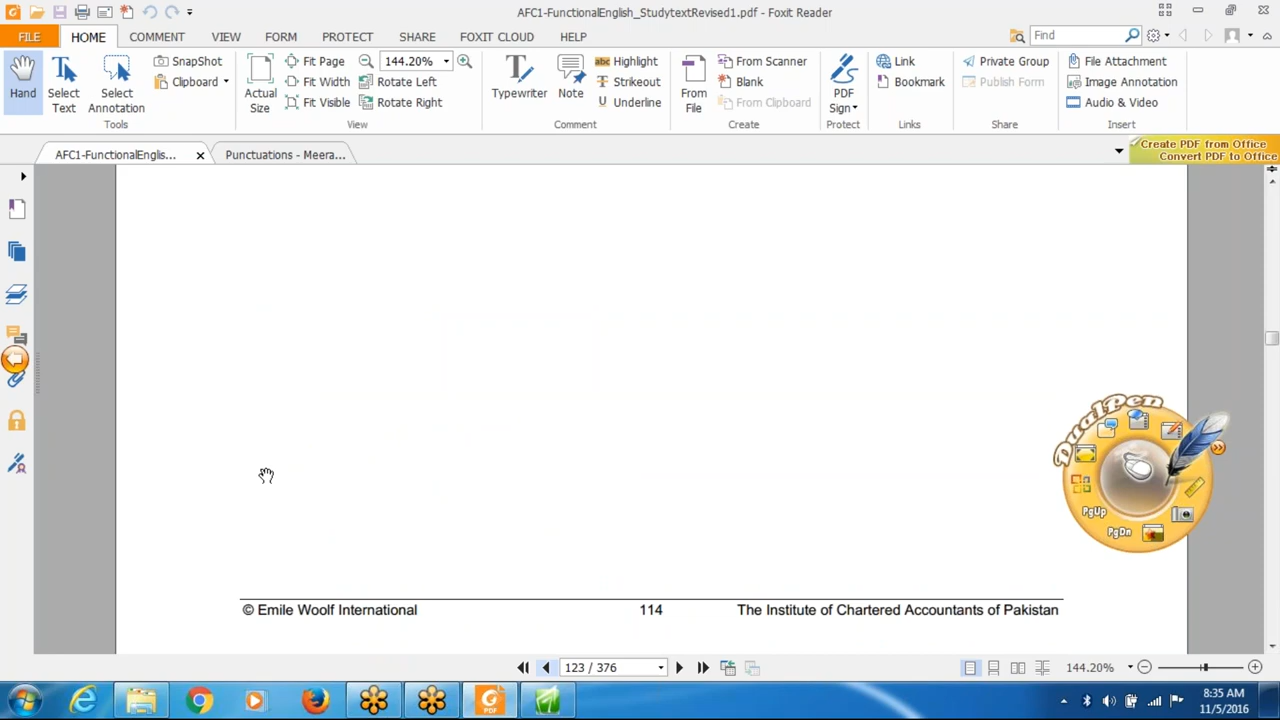 AFC1-FunctionalEnglish_StudytextRevised1.pdf - Foxit Reader
FILE
HOME
COMMENT
VIEW
FORM
PROTECT
SHARE
FOXIT CLOUD
HELP
Find
Hand
Select
Text
Select
Annotation
SnapShot
Clipboard
Tools
Actual
Size
Fit Page
Fit Width
Fit Visible
144.20%
Rotate Left
Rotate Right
View
Typewriter
Note
Highlight
Strikeout
Underline
Comment
From
File
From Scanner
Blank
From Clipboard
Create
PDF
Sign
Protect
Link
Bookmark
Links
Private Group
Publish Form
Share
File Attachment
Image Annotation
Audio & Video
Insert
AFC1-FunctionalEnglis...
Punctuations - Meera...
Create PDF from Office
Convert PDF to Office
DualPen
PgUp
PgDn
© Emile Woolf International
114
The Institute of Chartered Accountants of Pakistan
123 / 376
144.20%
PDF
8:35 AM
11/5/2016